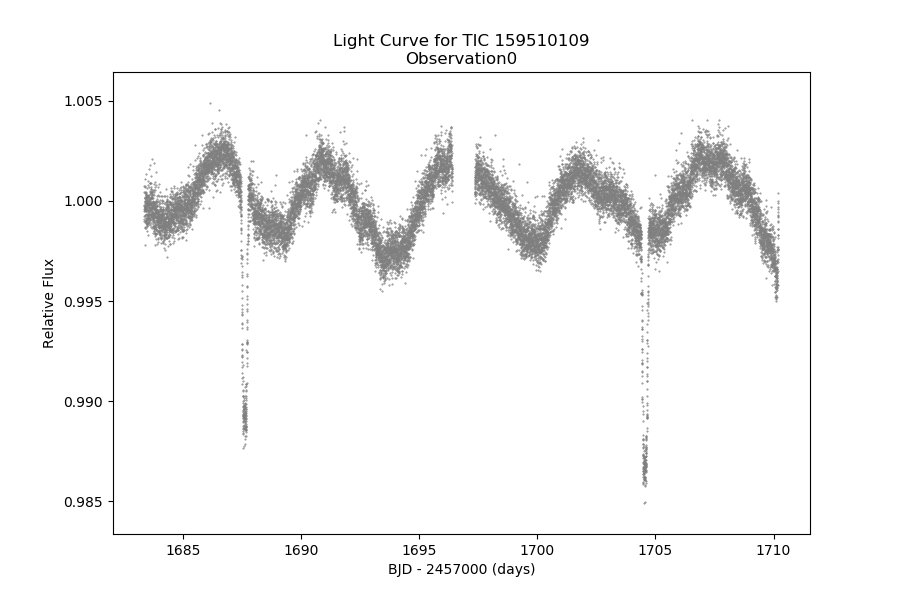 Light Curve for TIC 159510109
Observation0
1.005
1.000
0.995
0.990
0.985
Relative Flux
1685
1690
1695
1700
1705
1710
BJD - 2457000 (days)